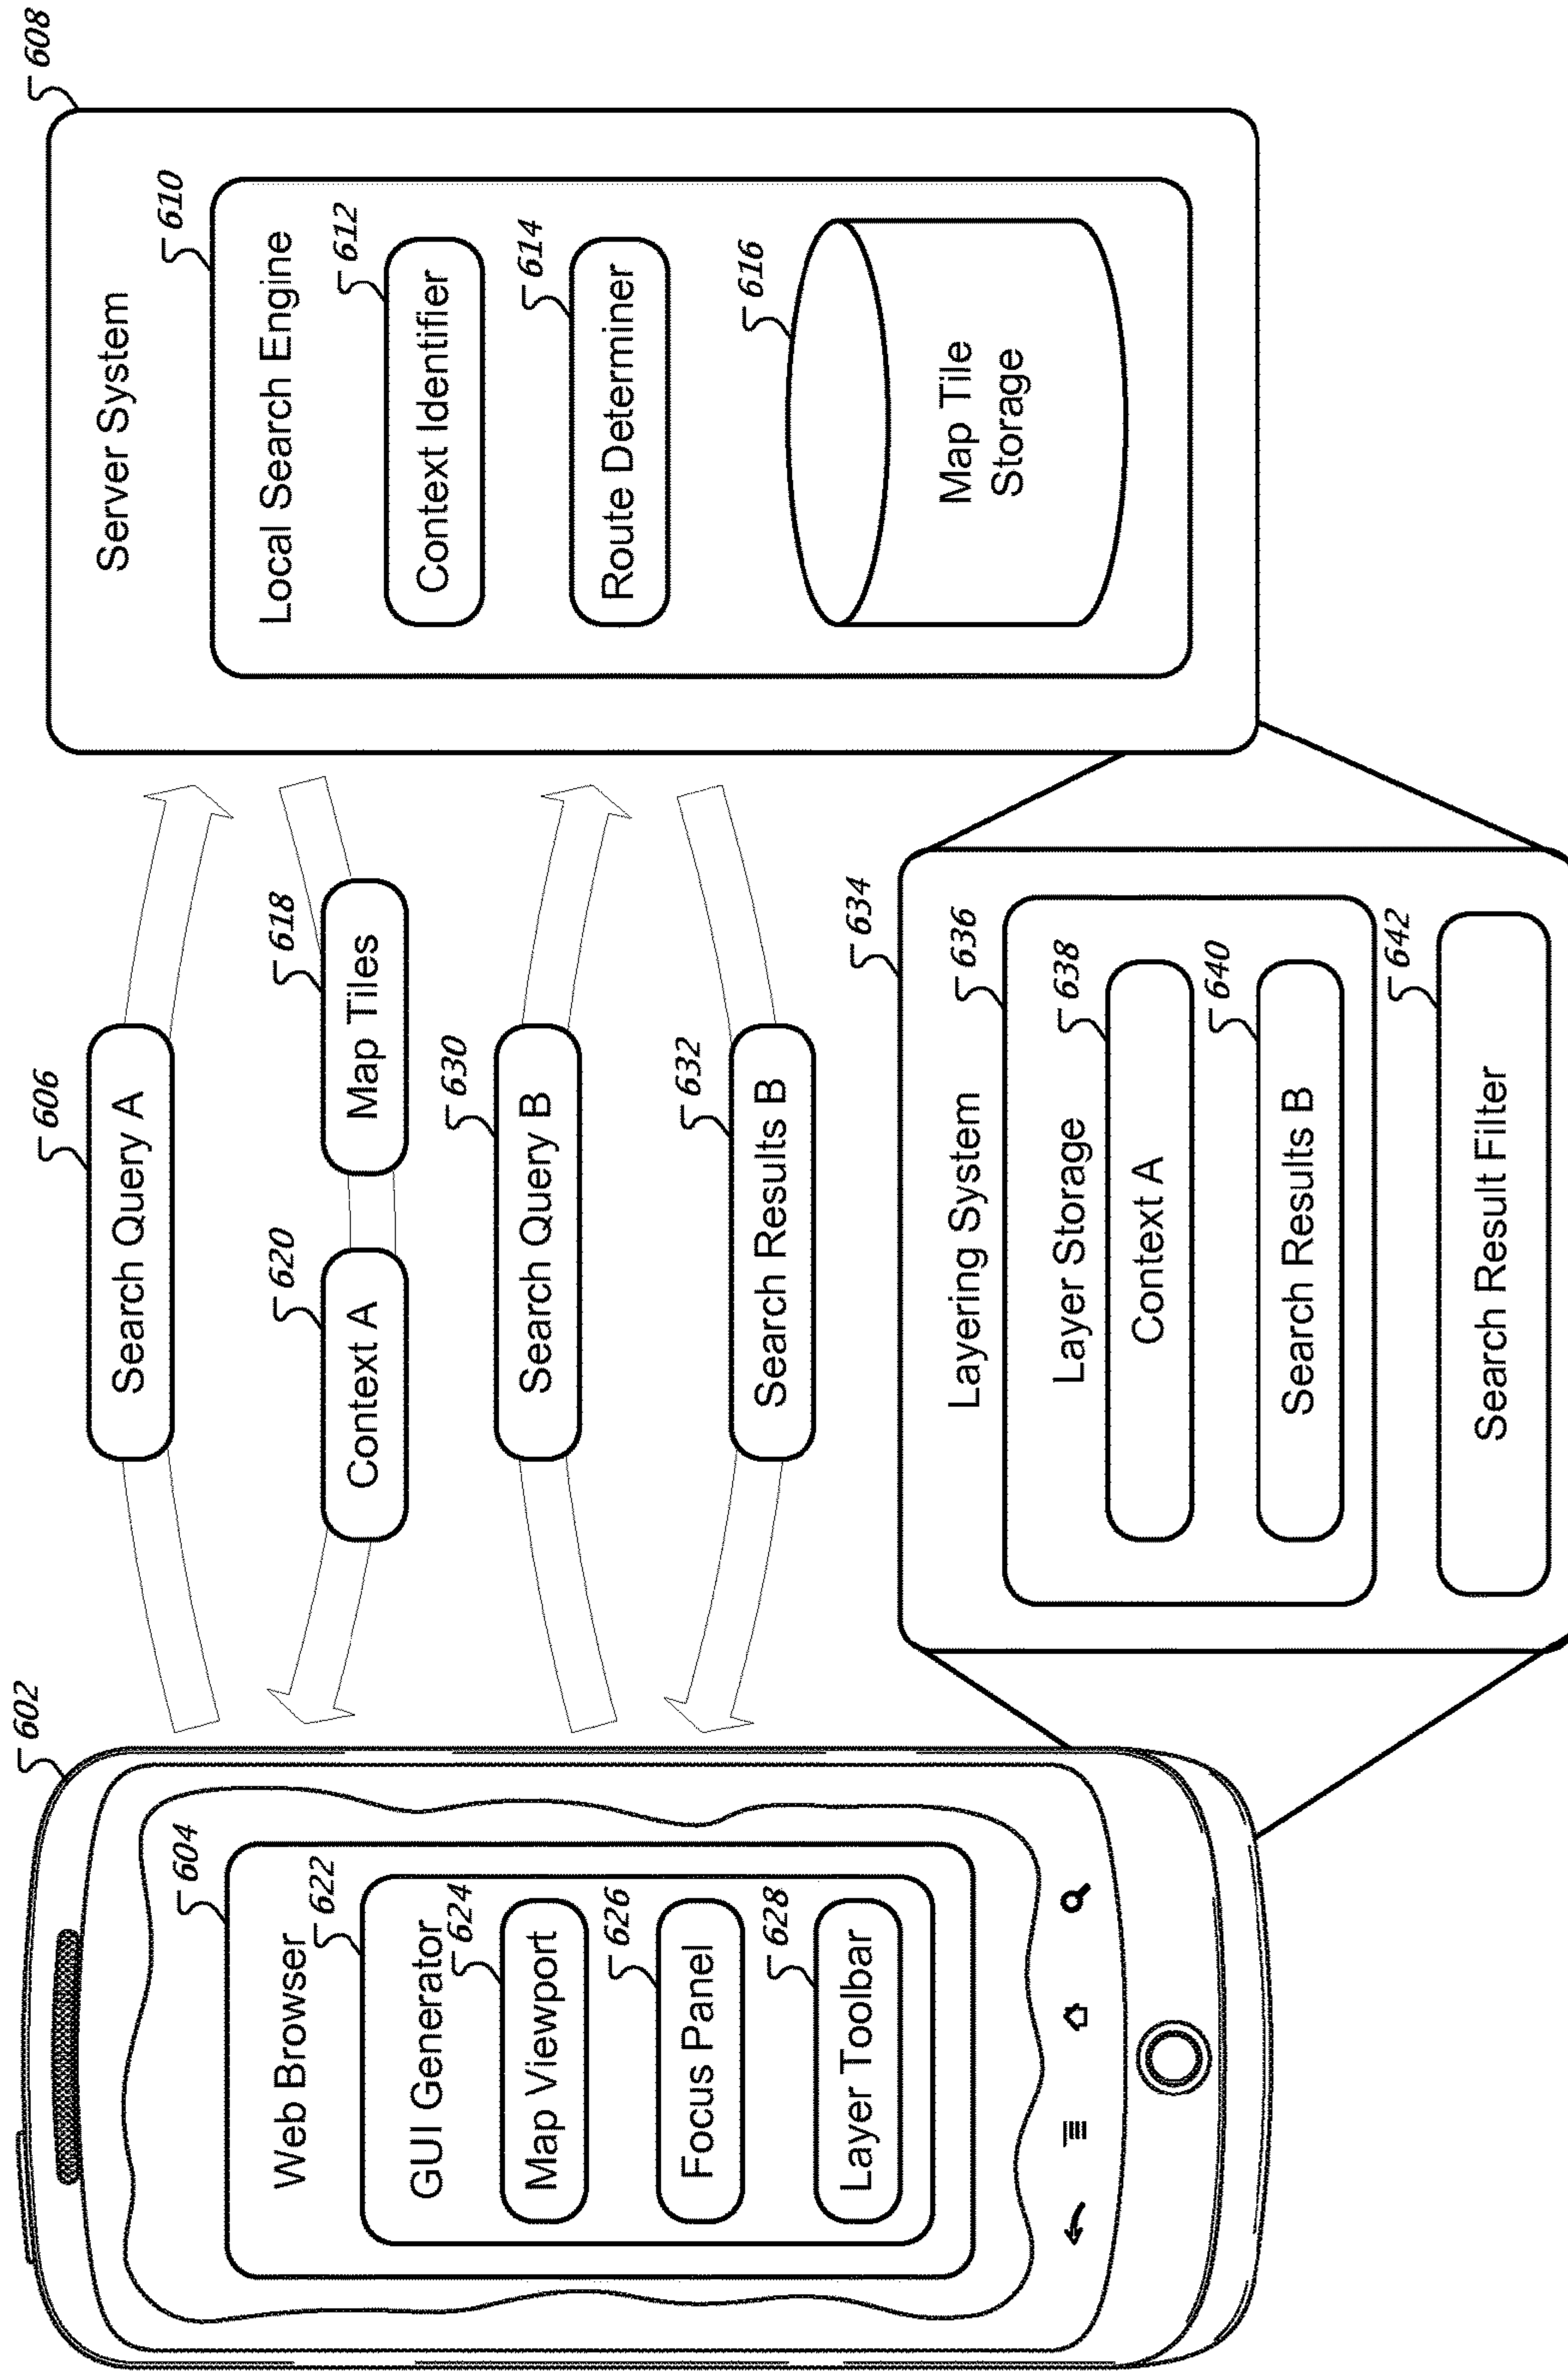 602
604
Web Browser
622
GUI Generator
624
Map Viewport
626
Focus Panel
628
Layer Toolbar
606
Search Query A
620
Context A
618
Map Tiles
630
Search Query B
632
Search Results B
608
Server System
610
Local Search Engine
612
Context Identifier
614
Route Determiner
616
Map Tile
Storage
634
Layering System
636
Layer Storage
638
Context A
640
Search Results B
642
Search Result Filter